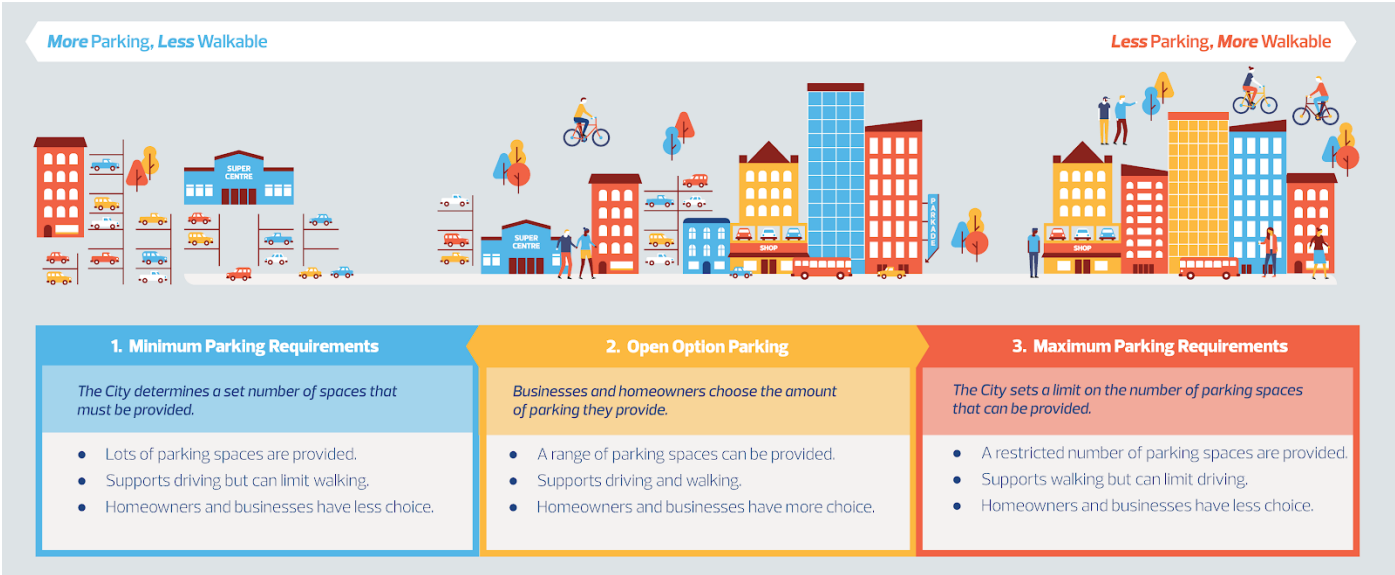 More Parking, Less Walkable
Less Parking, More Walkable
SUPER
CENTRE
SUPER
CENTRE
SHOP
PARKADE
SHOP
1. Minimum Parking Requirements
The City determines a set number of spaces that
must be provided.
● Lots of parking spaces are provided.
● Supports driving but can limit walking.
● Homeowners and businesses have less choice.
2. Open Option Parking
Businesses and homeowners choose the amount
of parking they provide.
● A range of parking spaces can be provided.
● Supports driving and walking.
● Homeowners and businesses have more choice.
3. Maximum Parking Requirements
The City sets a limit on the number of parking spaces
that can be provided.
● A restricted number of parking spaces are provided.
● Supports walking but can limit driving.
● Homeowners and businesses have less choice.